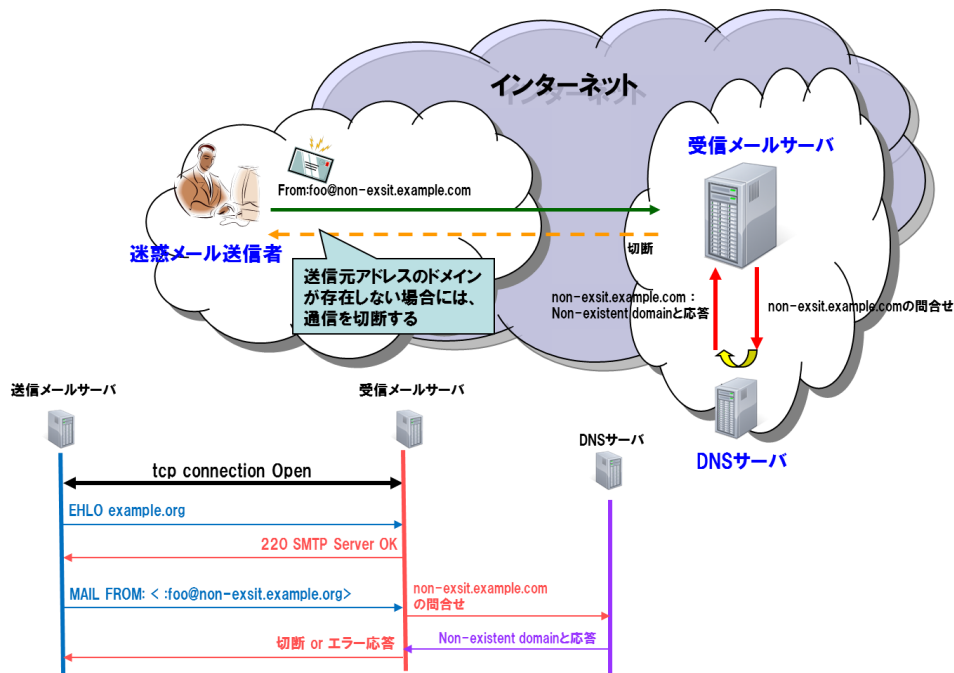 インターネット
受信メールサーバ
From:foo@non-exsit.example.com
迷惑メール送信者
切断
送信元アドレスのドメイン
が存在しない場合には、
通信を切断する
non-exsit.example.com：
Non-existent domainと応答
non-exsit.example.comの問合せ
DNSサーバ
送信メールサーバ
受信メールサーバ
DNSサーバ
tcp connection Open
EHLO example.org
220 SMTP Server OK
MAIL FROM: < :foo@non-exsit.example.org>
non-exsit.example.com
の問合せ
切断 or エラー応答
Non-existent domainと応答